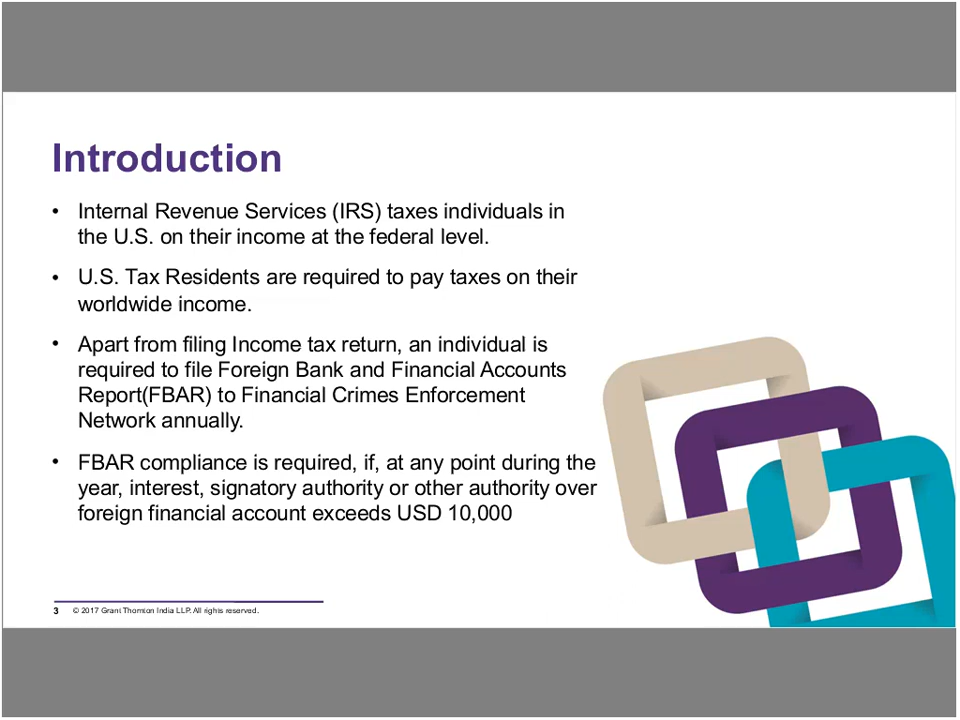 Introduction
• Internal Revenue Services (IRS) taxes individuals in
the U.S. on their income at the federal level.
• U.S. Tax Residents are required to pay taxes on their
worldwide income.
• Apart from filing Income tax return, an individual is
required to file Foreign Bank and Financial Accounts
Report(FBAR) to Financial Crimes Enforcement
Network annually.
• FBAR compliance is required, if, at any point during the
year, interest, signatory authority or other authority over
foreign financial account exceeds USD 10,000
3 © 2017 Grant Thornton India LLP. All rights reserved.